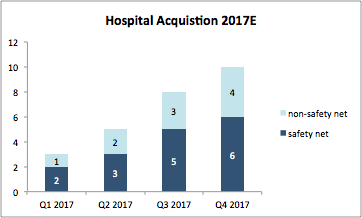 Hospital Acquistion 2017E
12
10
8
6
4
2
0
1
2
2
3
3
5
4
6
Q1 2017
Q2 2017
Q3 2017
Q4 2017
non-safety net
safety net